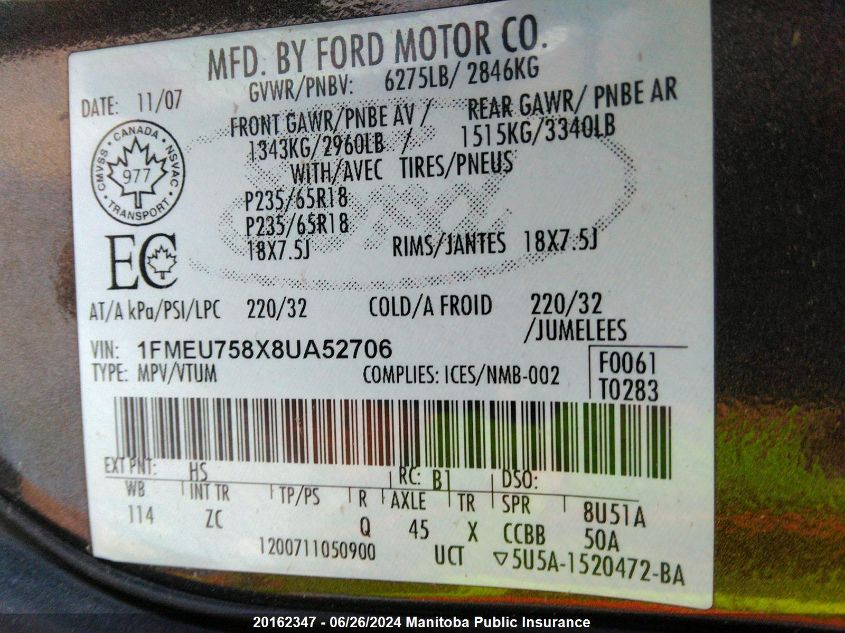 MFD. BY FORD MOTOR CO.
DATE: 11/07
GVWR/PNBV: 6275LB/ 2846KG
FRONT GAWR/PNBE AV / REAR GAWR/ PNBE AR
1343KG/2960LB / 1515KG/3340LB
WITH/AVEC TIRES/PNEUS
CMVSS · CANADA · NSVAC · TRANSPORT
977
P235/65R18
P235/65R18
18X7.5J RIMS/JANTES 18X7.5J
EC
AT/A kPa/PSI/LPC 220/32 COLD/A FROID 220/32
/JUMELEES
VIN: 1FMEU758X8UA52706
TYPE: MPV/VTUM COMPLIES: ICES/NMB-002
F0061
T0283
EXT PNT: HS RC: B1 DSO:
WB INT TR TP/PS R AXLE TR SPR 8U51A
114 ZC Q 45 X CCBB 50A
1200711050900 UCT ▽5U5A-1520472-BA
20162347 - 06/26/2024 Manitoba Public Insurance